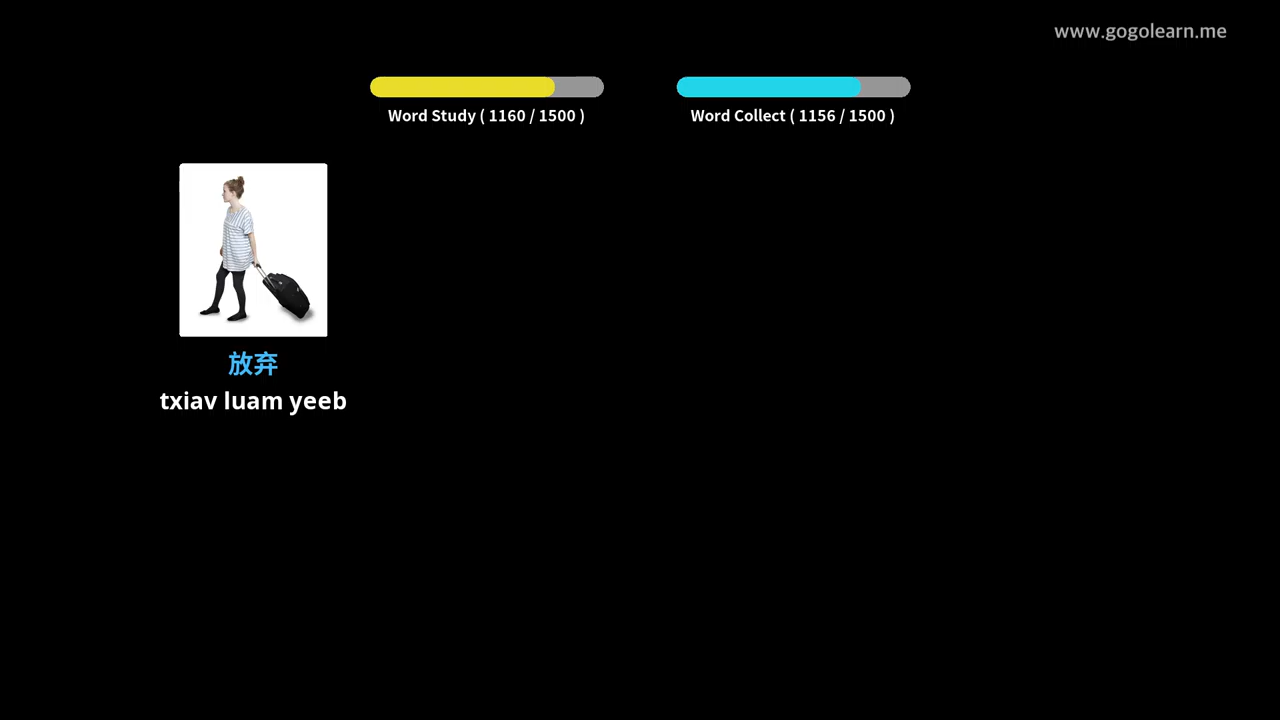 www.gogolearn.me
Word Study ( 1160 / 1500 )
Word Collect ( 1156 / 1500 )
放弃
txiav luam yeeb